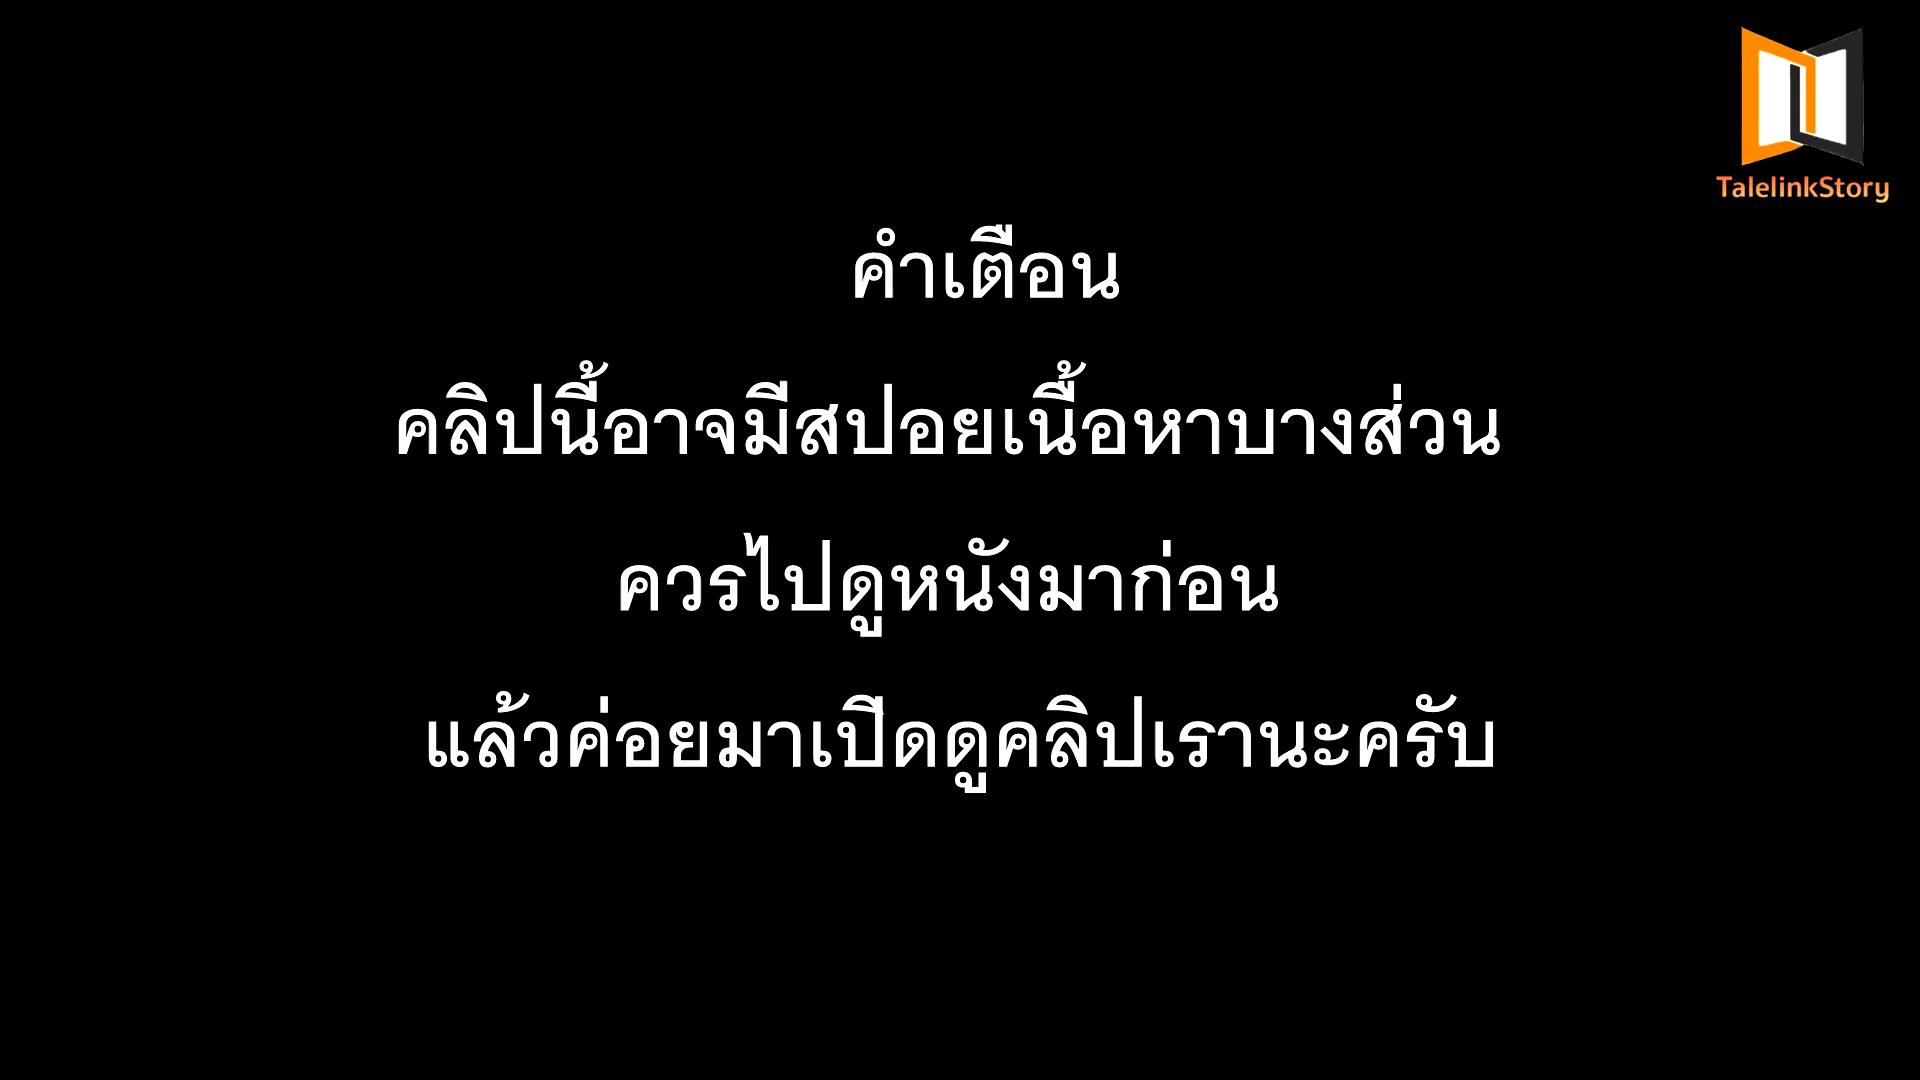 TalelinkStory
คำเตือน
คลิปนี้อาจมีสปอยเนื้อหาบางส่วน
ควรไปดูหนังมาก่อน
แล้วค่อยมาเปิดดูคลิปเรานะครับ